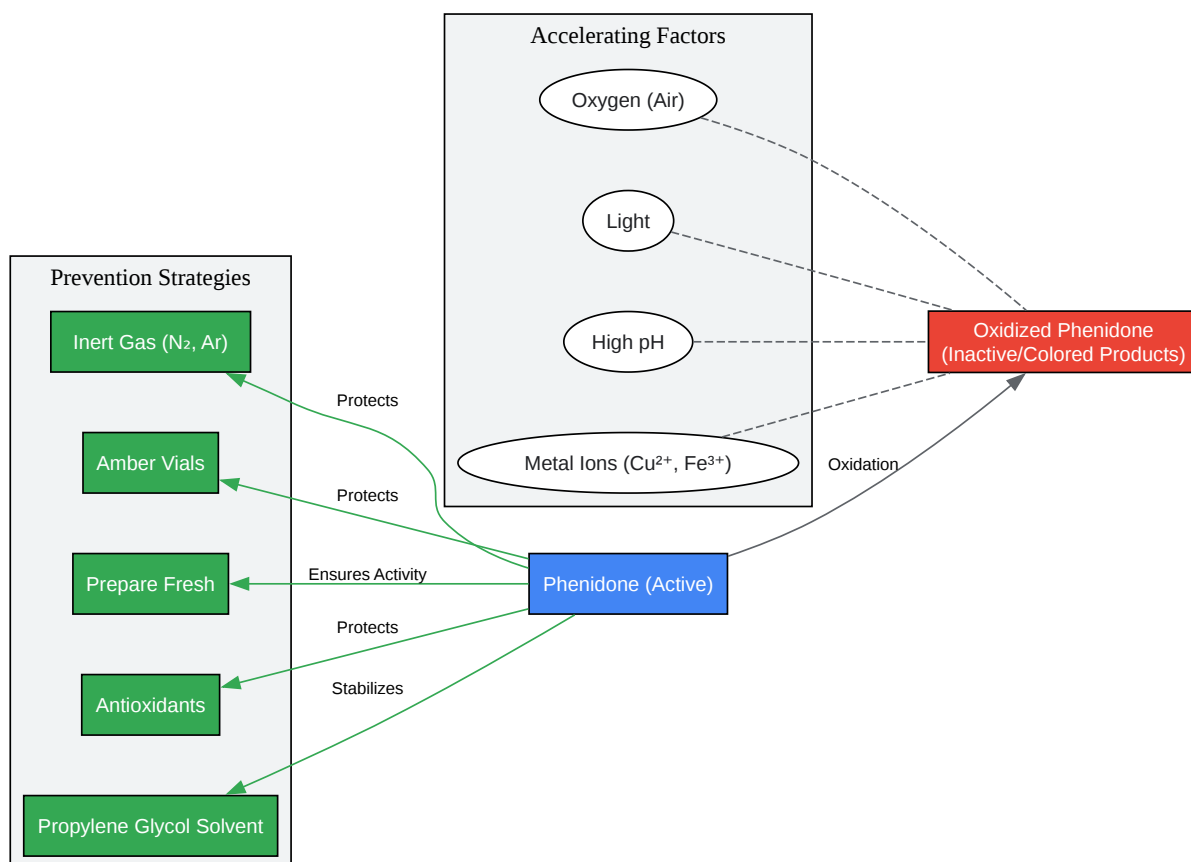 Accelerating Factors
Oxygen (Air)
Light
High pH
Metal Ions (Cu²⁺, Fe³⁺)
Prevention Strategies
Inert Gas (N₂, Ar)
Amber Vials
Prepare Fresh
Antioxidants
Propylene Glycol Solvent
Protects
Protects
Ensures Activity
Protects
Stabilizes
Phenidone (Active)
Oxidation
Oxidized Phenidone
(Inactive/Colored Products)